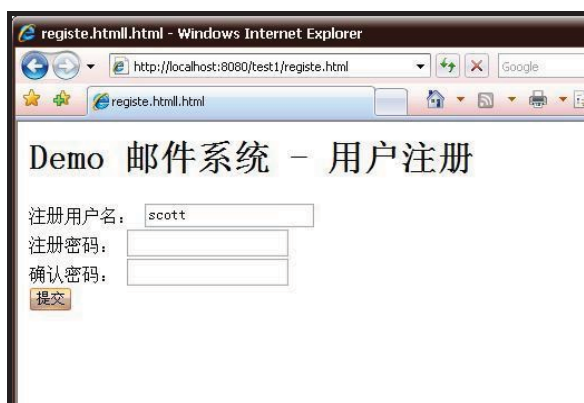 registe.htmll.html - Windows Internet Explorer
http://localhost:8080/test1/registe.html Google
registe.htmll.html
Demo 邮件系统 - 用户注册
注册用户名： scott
注册密码：
确认密码：
提交